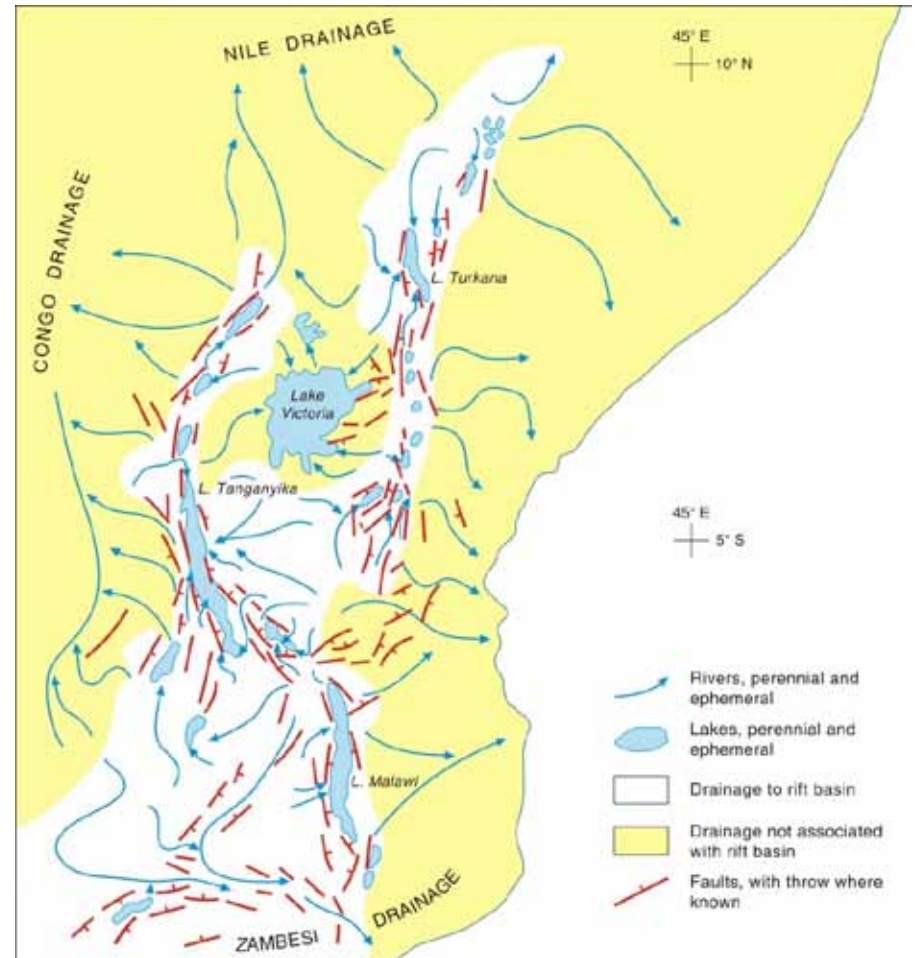 NILE DRAINAGE
45° E
10° N
CONGO DRAINAGE
L. Turkana
Lake
Victoria
L. Tanganyika
45° E
5° S
L. Malawi
ZAMBESI
DRAINAGE
Rivers, perennial and
ephemeral
Lakes, perennial and
ephemeral
Drainage to rift basin
Drainage not associated
with rift basin
Faults, with throw where
known